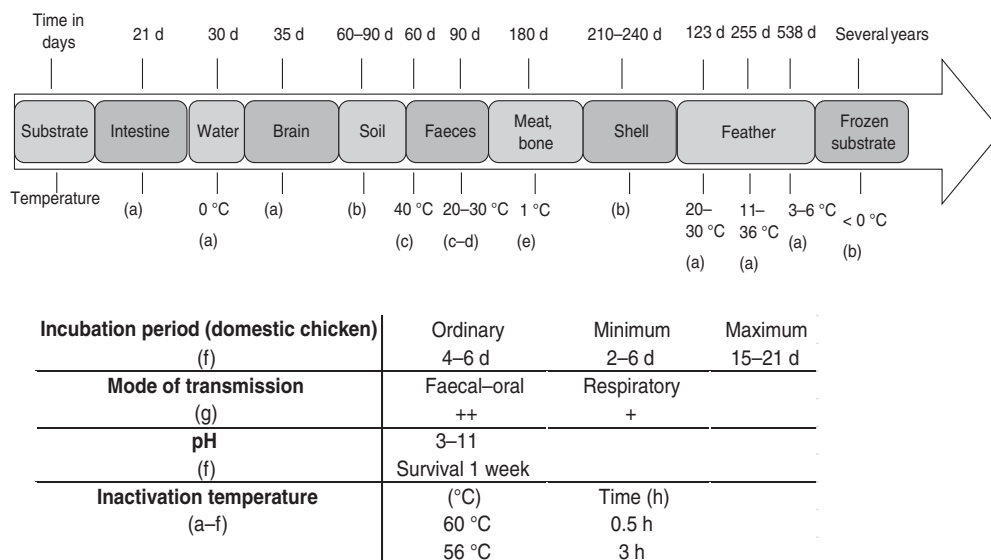 Time in
days
21 d
30 d
35 d
60–90 d
60 d
90 d
180 d
210–240 d
123 d
255 d
538 d
Several years
Substrate
Intestine
Water
Brain
Soil
Faeces
Meat,
bone
Shell
Feather
Frozen
substrate
Temperature
(a)
0 °C
(a)
(a)
(b)
40 °C
(c)
20–30 °C
(c–d)
1 °C
(e)
(b)
20–
30 °C
(a)
11–
36 °C
(a)
3–6 °C
(a)
< 0 °C
(b)
Incubation period (domestic chicken) Ordinary Minimum Maximum
(f) 4–6 d 2–6 d 15–21 d
Mode of transmission Faecal–oral Respiratory
(g) ++ +
pH 3–11
(f) Survival 1 week
Inactivation temperature (°C) Time (h)
(a–f) 60 °C 0.5 h
56 °C 3 h